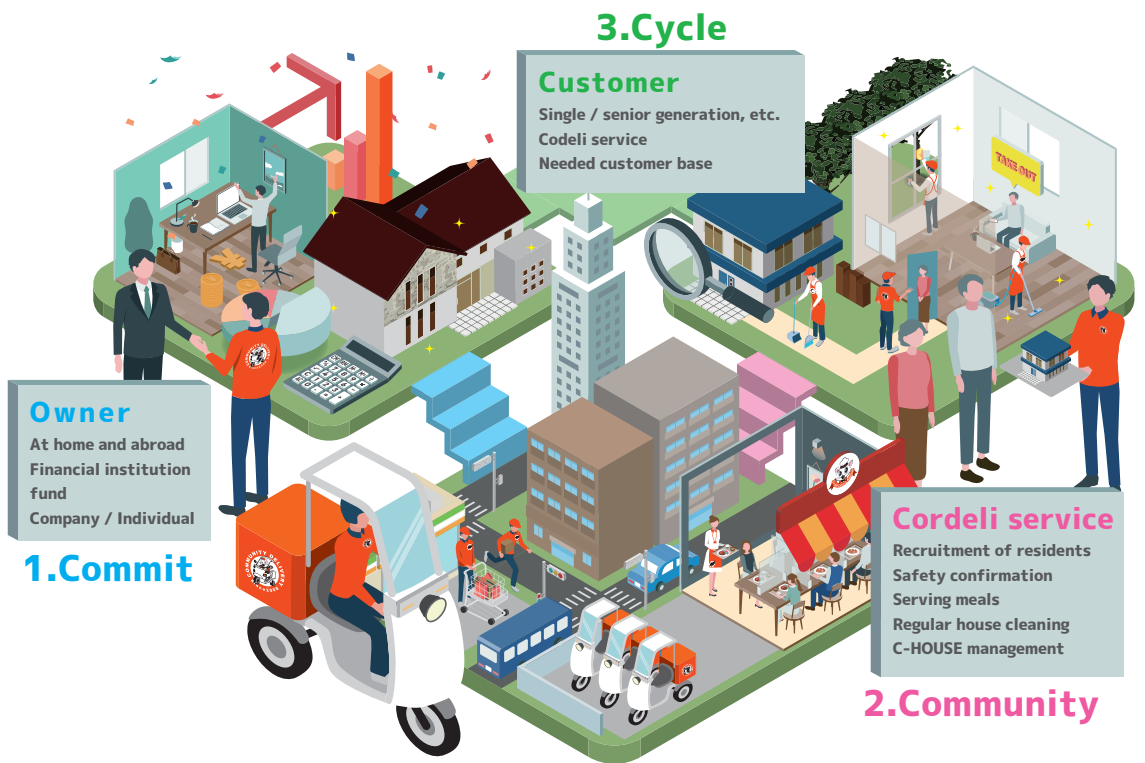 3.Cycle
Customer
Single / senior generation, etc.
Codeli service
Needed customer base
TAKE OUT
Owner
At home and abroad
Financial institution
fund
Company / Individual
1.Commit
COMMUNITY DELIVERY
Cordeli service
Recruitment of residents
Safety confirmation
Serving meals
Regular house cleaning
C-HOUSE management
2.Community